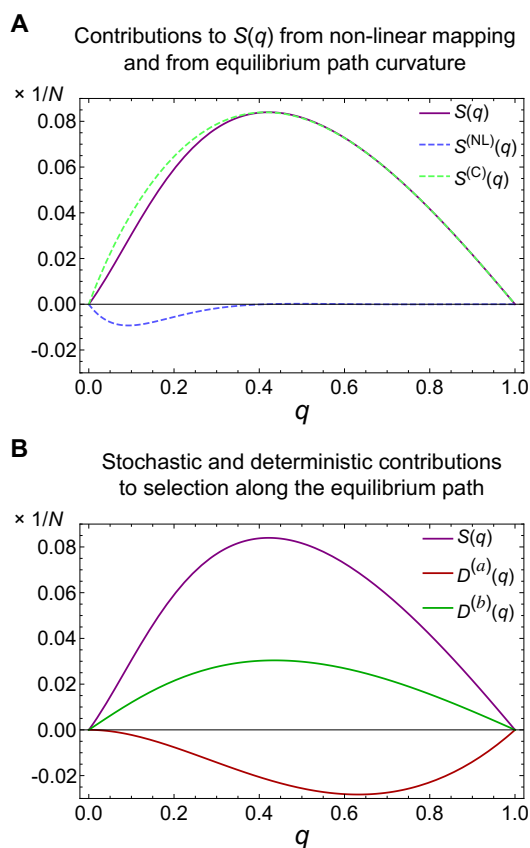 A
Contributions to S(q) from non-linear mapping
and from equilibrium path curvature
× 1/N
0.08
0.06
0.04
0.02
0.00
-0.02
S(q)
S(NL)(q)
S(C)(q)
0.0 0.2 0.4 0.6 0.8 1.0
q
B
Stochastic and deterministic contributions
to selection along the equilibrium path
× 1/N
0.08
0.06
0.04
0.02
0.00
-0.02
S(q)
D(a)(q)
D(b)(q)
0.0 0.2 0.4 0.6 0.8 1.0
q